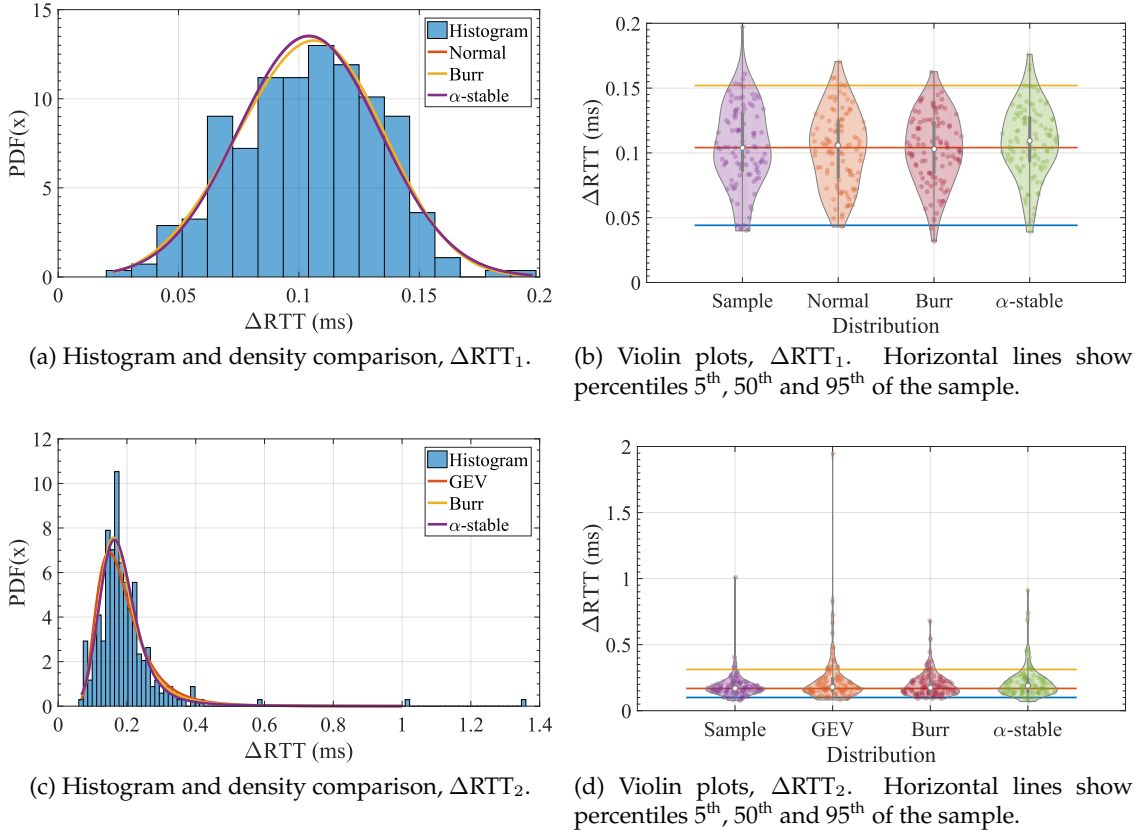 15
10
5
0
PDF(x)
Histogram
Normal
Burr
α-stable
0 0.05 0.1 0.15 0.2
ΔRTT (ms)
(a) Histogram and density comparison, ΔRTT₁.
0.2
0.15
0.1
0.05
0
ΔRTT (ms)
Sample Normal Burr α-stable
Distribution
(b) Violin plots, ΔRTT₁. Horizontal lines show
percentiles 5ᵗʰ, 50ᵗʰ and 95ᵗʰ of the sample.
12
10
8
6
4
2
0
PDF(x)
Histogram
GEV
Burr
α-stable
0 0.2 0.4 0.6 0.8 1 1.2 1.4
ΔRTT (ms)
(c) Histogram and density comparison, ΔRTT₂.
2
1.5
1
0.5
0
ΔRTT (ms)
Sample GEV Burr α-stable
Distribution
(d) Violin plots, ΔRTT₂. Horizontal lines show
percentiles 5ᵗʰ, 50ᵗʰ and 95ᵗʰ of the sample.